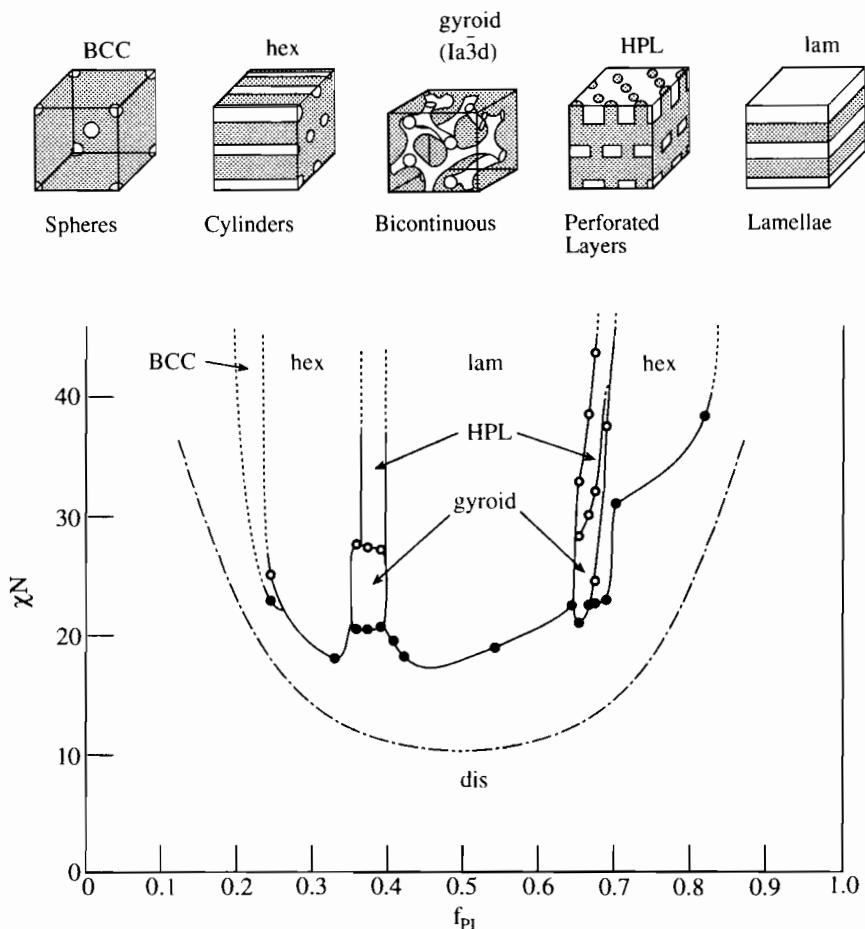 BCC hex gyroid (Ia3̄d) HPL lam
Spheres Cylinders Bicontinuous Perforated Layers Lamellae
BCC hex lam hex
HPL
gyroid
dis
χN
40
30
20
10
0
0 0.1 0.2 0.3 0.4 0.5 0.6 0.7 0.8 0.9 1.0
f_PI